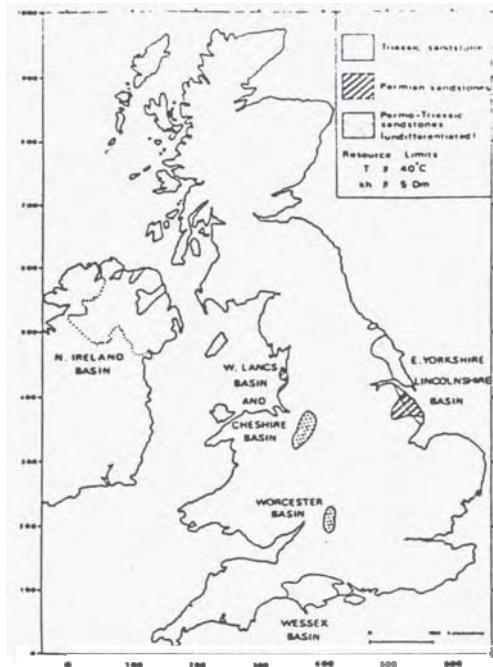 Triassic sandstone
Permian sandstones
Permo-Triassic
sandstones
(undifferentiated)
Resource Limits
T ≥ 40°C
kh ≥ 5 Dm
N. IRELAND
BASIN
W. LANCS
BASIN
AND
CHESHIRE
BASIN
E. YORKSHIRE
LINCOLNSHIRE
BASIN
WORCESTER
BASIN
WESSEX
BASIN
0
0 100 200 300 400 500 600